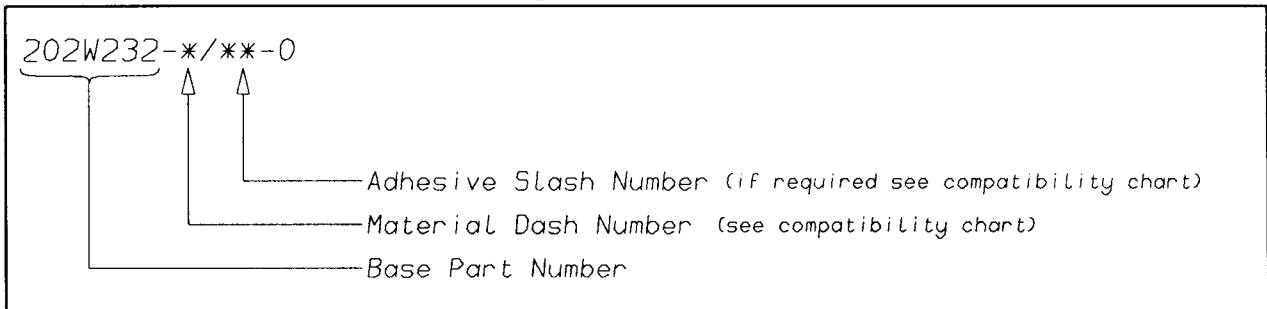 202W232-*/**-0
Adhesive Slash Number (if required see compatibility chart)
Material Dash Number (see compatibility chart)
Base Part Number